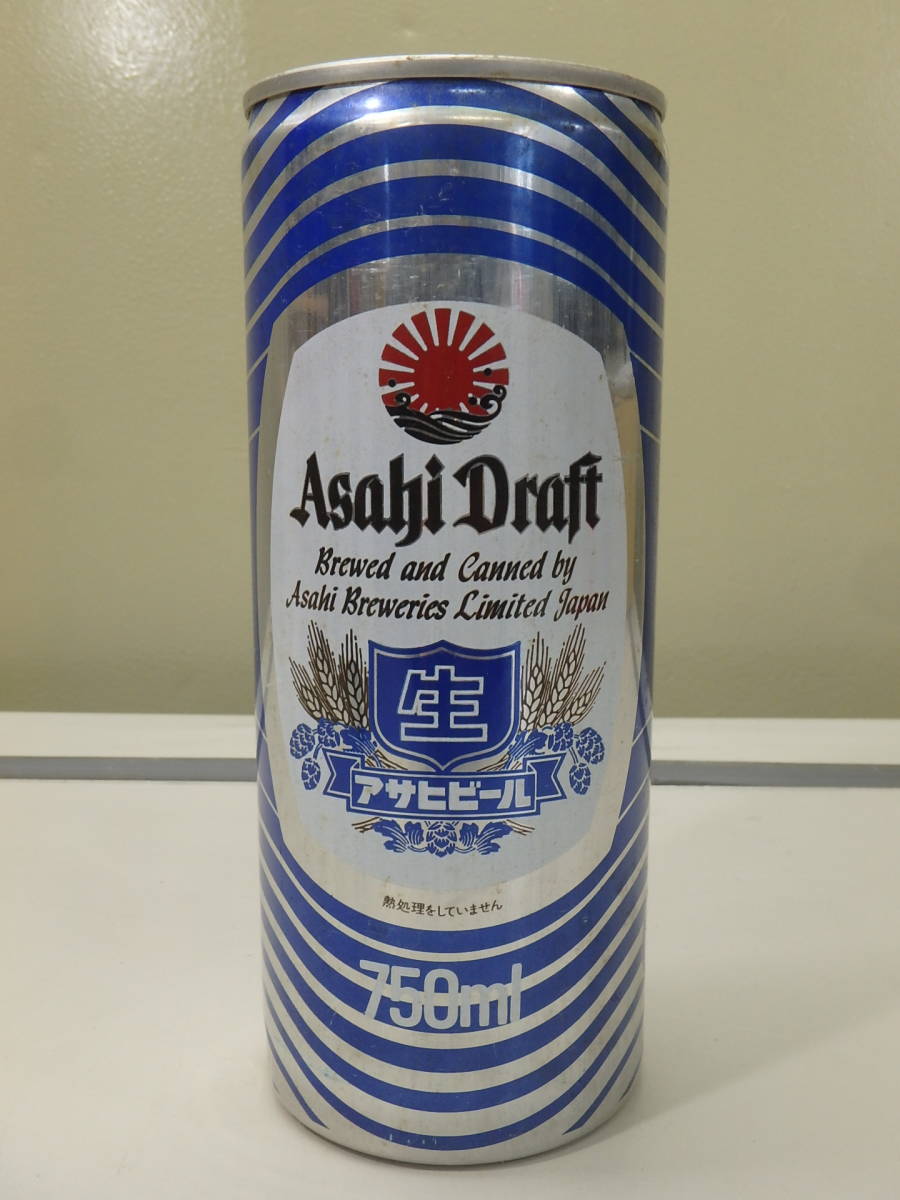 Asahi Draft
Brewed and Canned by
Asahi Breweries Limited Japan
生
アサヒビール
熱処理をしていません
750ml